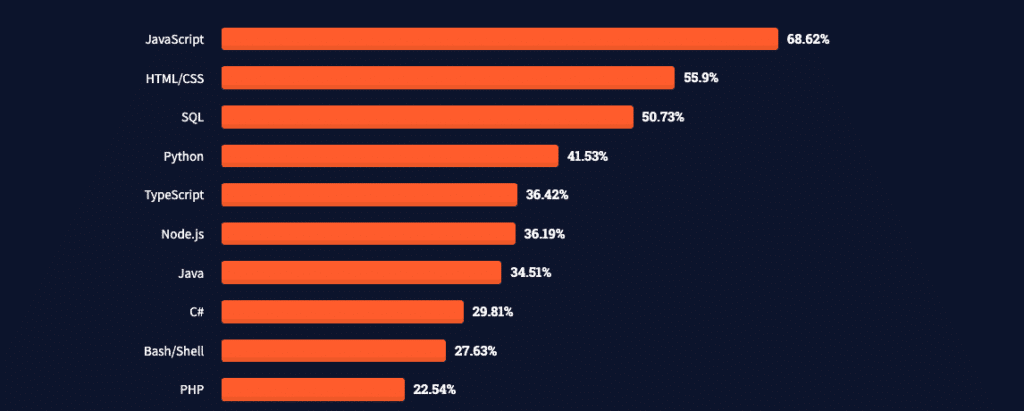 JavaScript 68.62%
HTML/CSS 55.9%
SQL 50.73%
Python 41.53%
TypeScript 36.42%
Node.js 36.19%
Java 34.51%
C# 29.81%
Bash/Shell 27.63%
PHP 22.54%